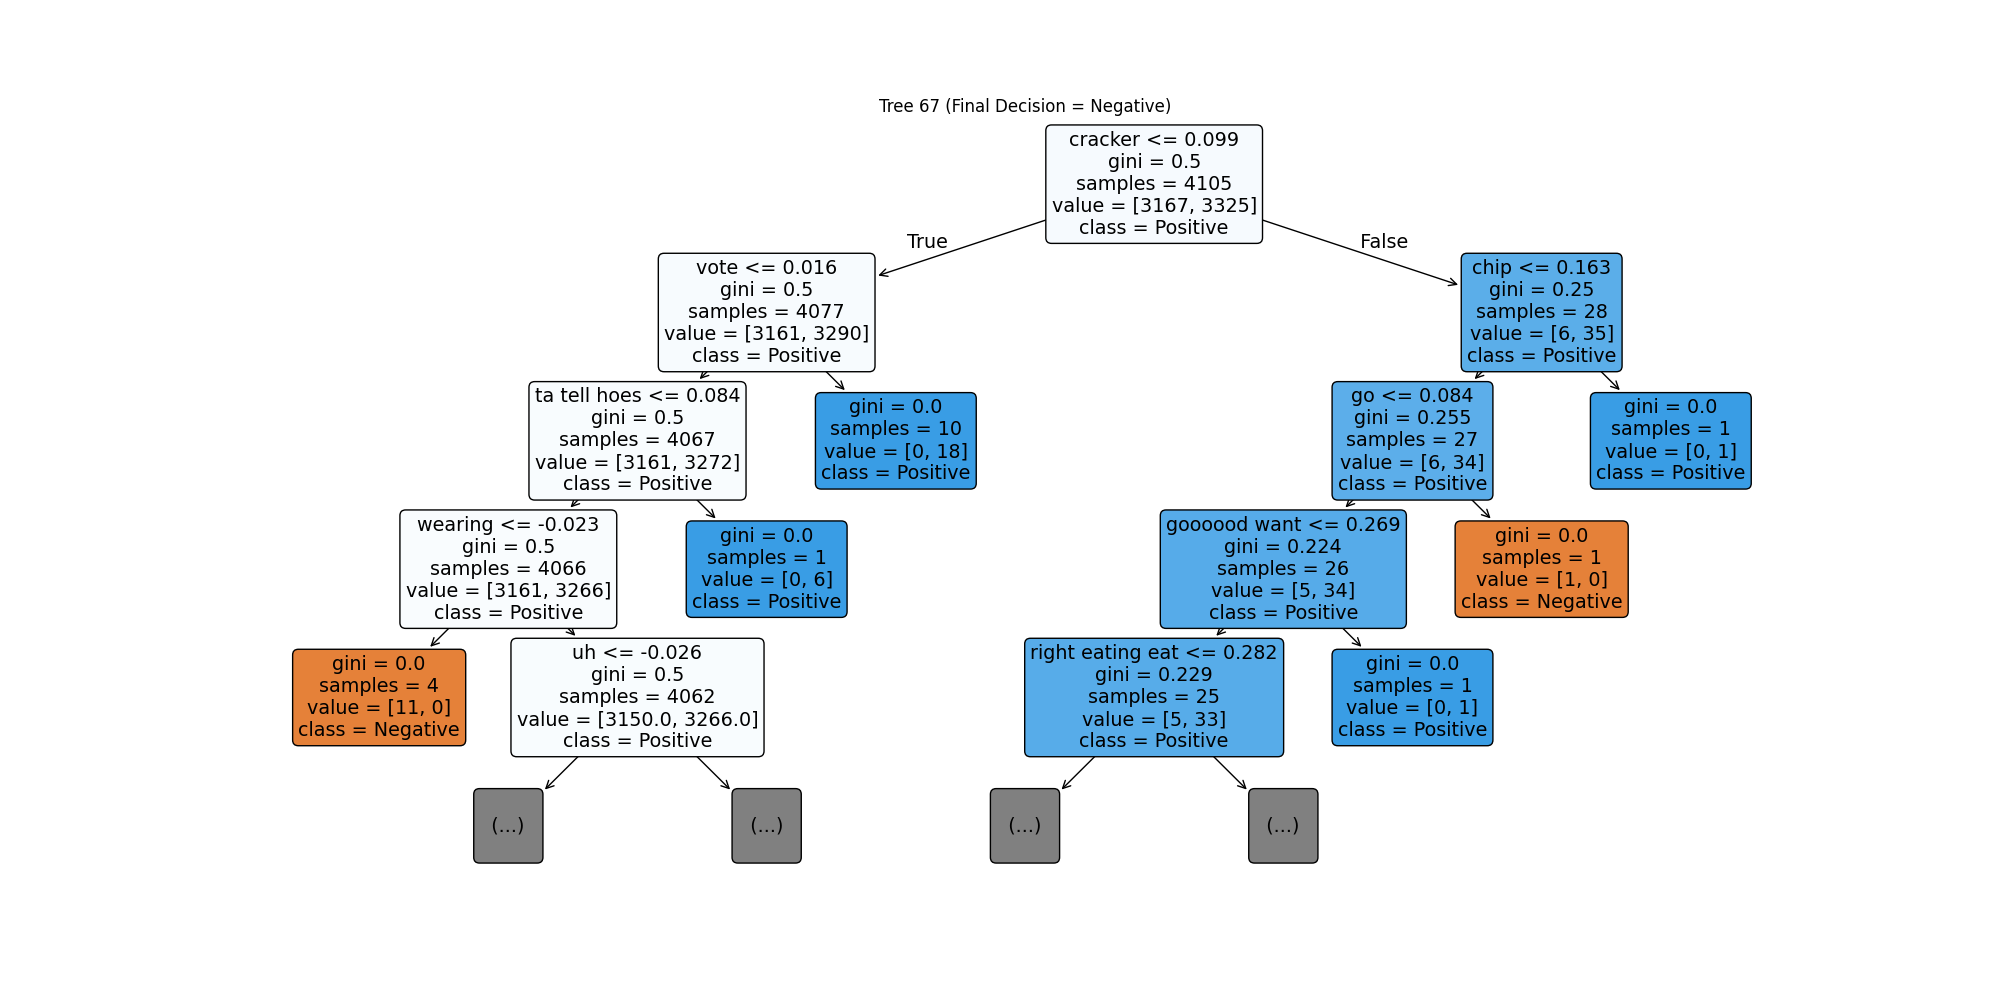 Tree 67 (Final Decision = Negative)
cracker <= 0.099
gini = 0.5
samples = 4105
value = [3167, 3325]
class = Positive
True
False
vote <= 0.016
gini = 0.5
samples = 4077
value = [3161, 3290]
class = Positive
chip <= 0.163
gini = 0.25
samples = 28
value = [6, 35]
class = Positive
ta tell hoes <= 0.084
gini = 0.5
samples = 4067
value = [3161, 3272]
class = Positive
gini = 0.0
samples = 10
value = [0, 18]
class = Positive
go <= 0.084
gini = 0.255
samples = 27
value = [6, 34]
class = Positive
gini = 0.0
samples = 1
value = [0, 1]
class = Positive
wearing <= -0.023
gini = 0.5
samples = 4066
value = [3161, 3266]
class = Positive
gini = 0.0
samples = 1
value = [0, 6]
class = Positive
goooood want <= 0.269
gini = 0.224
samples = 26
value = [5, 34]
class = Positive
gini = 0.0
samples = 1
value = [1, 0]
class = Negative
gini = 0.0
samples = 4
value = [11, 0]
class = Negative
uh <= -0.026
gini = 0.5
samples = 4062
value = [3150.0, 3266.0]
class = Positive
right eating eat <= 0.282
gini = 0.229
samples = 25
value = [5, 33]
class = Positive
gini = 0.0
samples = 1
value = [0, 1]
class = Positive
(...)
(...)
(...)
(...)